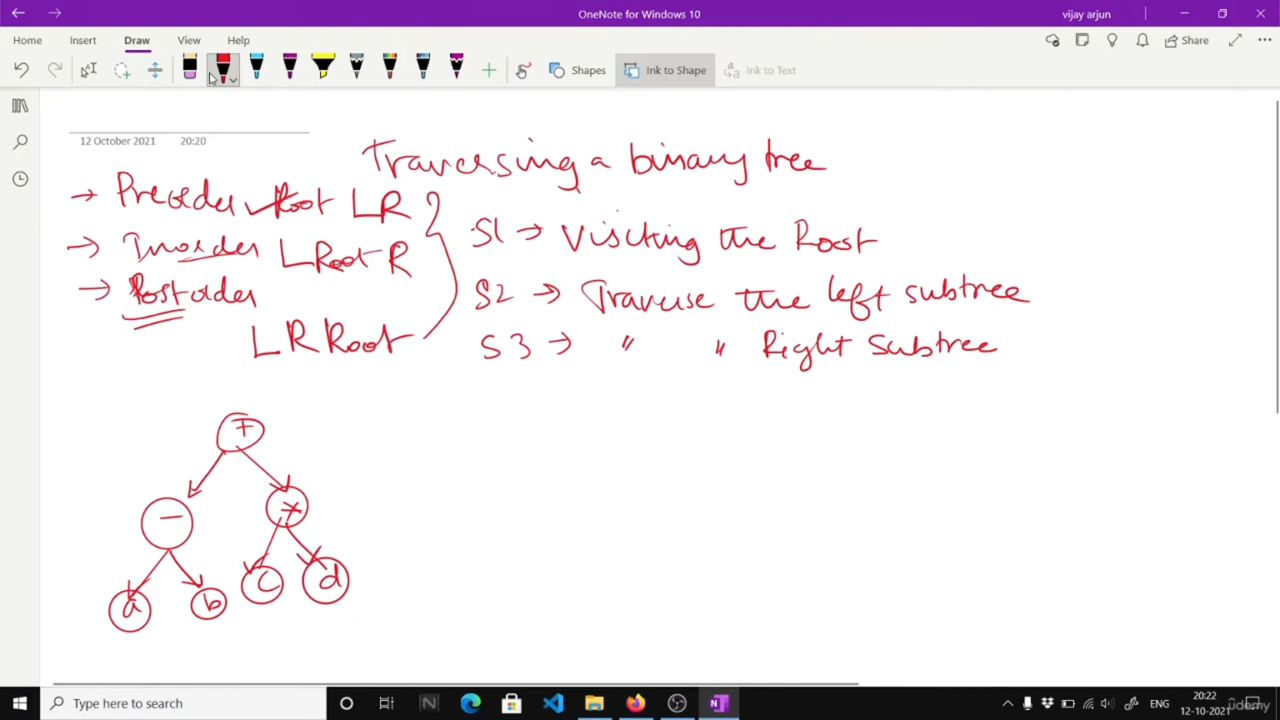 OneNote for Windows 10
vijay arjun
Home Insert Draw View Help
Share
Shapes
Ink to Shape
Ink to Text
12 October 2021 20:20
Traversing a binary tree
→ Preorder Root L R
→ Inorder L Root R
→ Postorder
L R Root
S1 → Visiting the Root
S2 → Traverse the left subtree
S3 → " " Right Subtree
+
−
*
a
b
c
d
Type here to search
N
ENG
20:22
12-10-2021
udemy